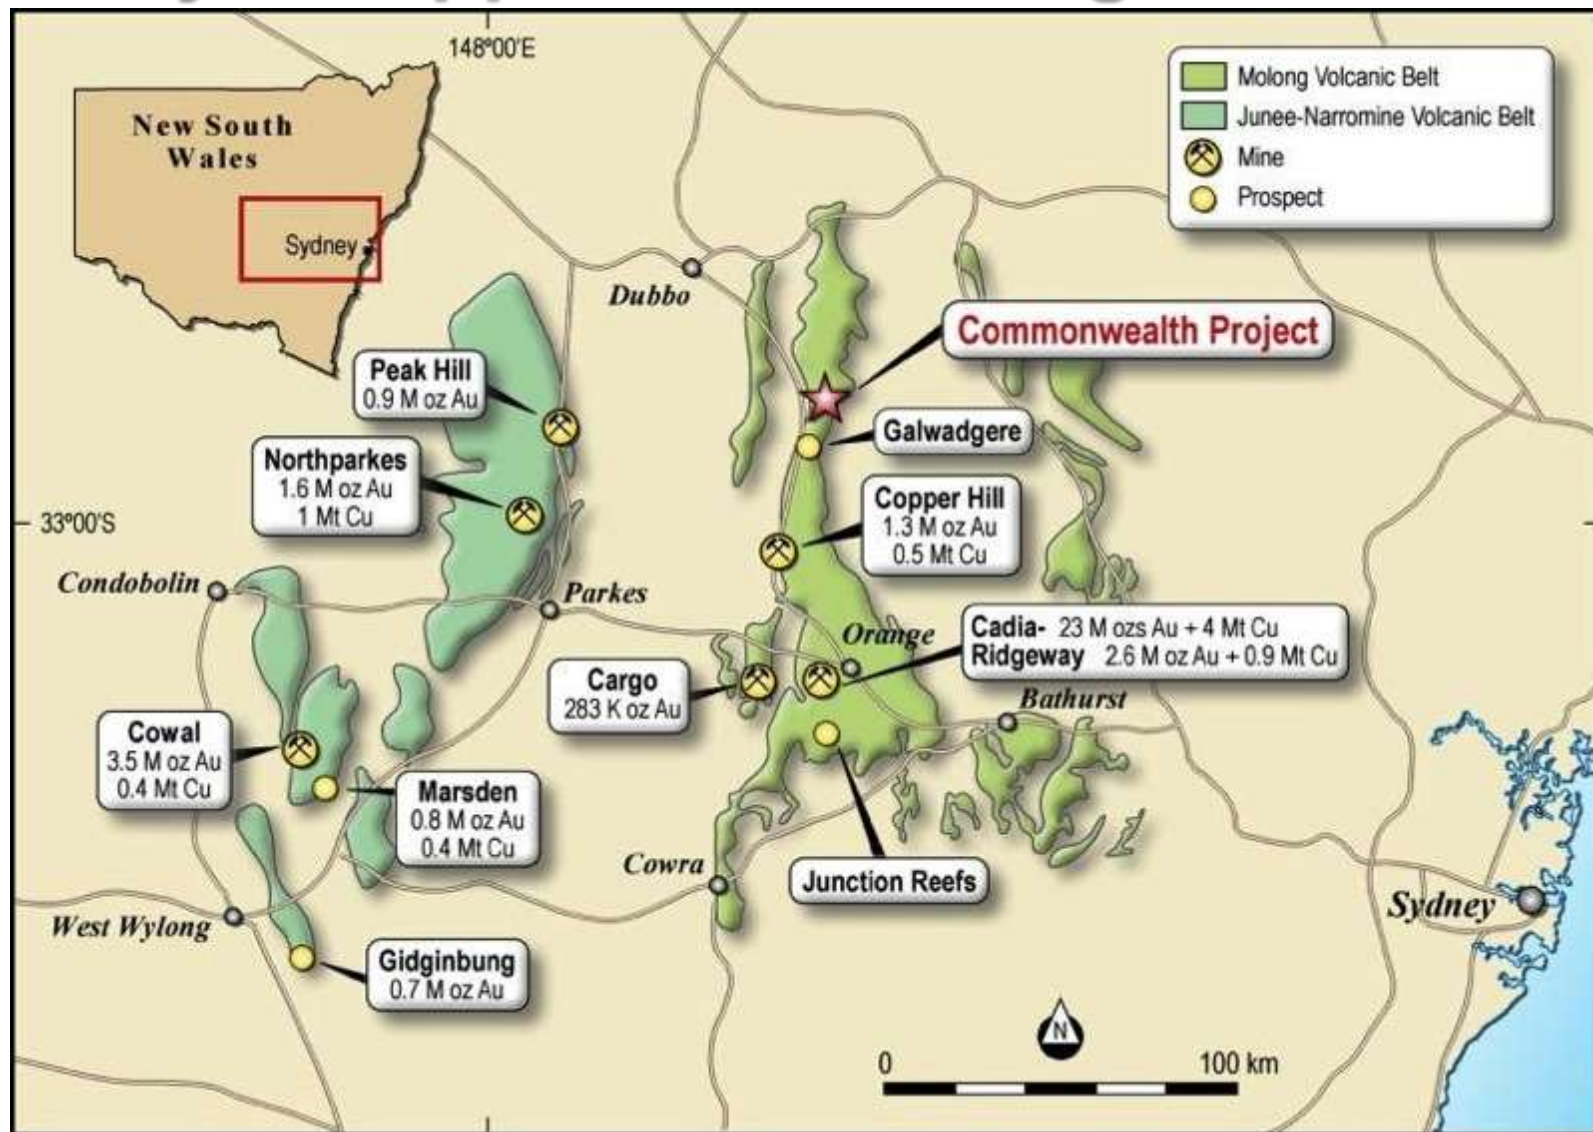 148°00'E
New South
Wales
Sydney
Molong Volcanic Belt
Junee-Narromine Volcanic Belt
Mine
Prospect
Dubbo
Commonwealth Project
Peak Hill
0.9 M oz Au
Galwadgere
Northparkes
1.6 M oz Au
1 Mt Cu
Copper Hill
1.3 M oz Au
0.5 Mt Cu
33°00'S
Condobolin
Parkes
Orange
Cadia- 23 M ozs Au + 4 Mt Cu
Ridgeway 2.6 M oz Au + 0.9 Mt Cu
Cargo
283 K oz Au
Bathurst
Cowal
3.5 M oz Au
0.4 Mt Cu
Marsden
0.8 M oz Au
0.4 Mt Cu
Cowra
Junction Reefs
Sydney
West Wylong
Gidginbung
0.7 M oz Au
N
0 100 km